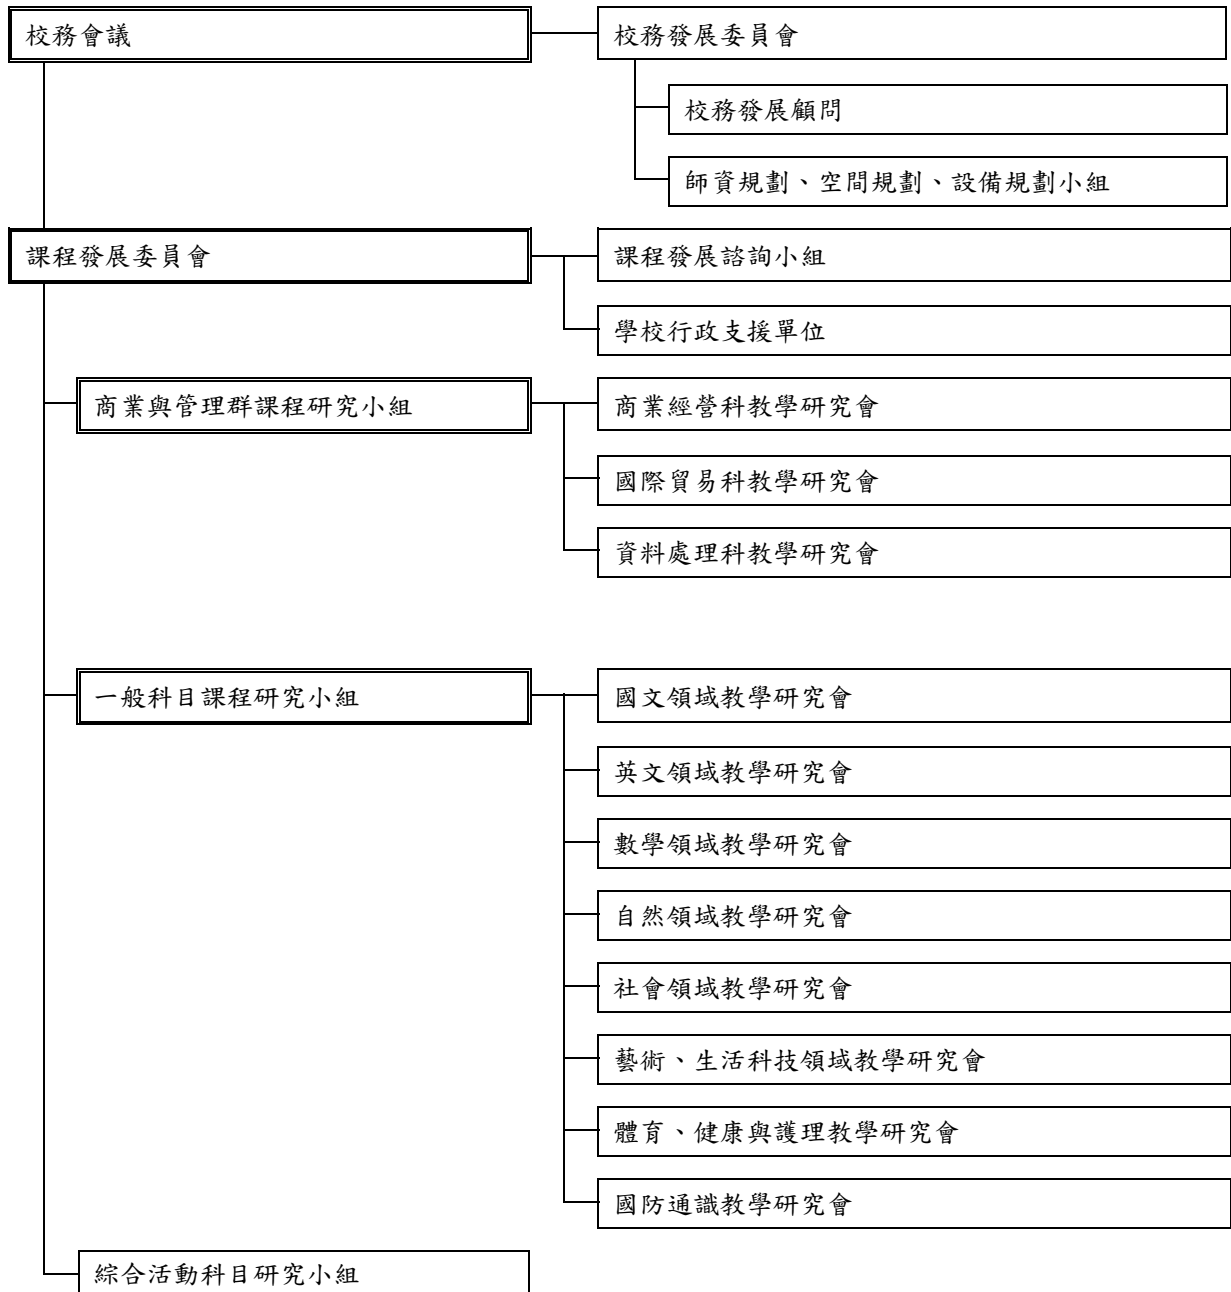 校務會議
校務發展委員會
校務發展顧問
師資規劃、空間規劃、設備規劃小組
課程發展委員會
課程發展諮詢小組
學校行政支援單位
商業與管理群課程研究小組
商業經營科教學研究會
國際貿易科教學研究會
資料處理科教學研究會
一般科目課程研究小組
國文領域教學研究會
英文領域教學研究會
數學領域教學研究會
自然領域教學研究會
社會領域教學研究會
藝術、生活科技領域教學研究會
體育、健康與護理教學研究會
國防通識教學研究會
綜合活動科目研究小組